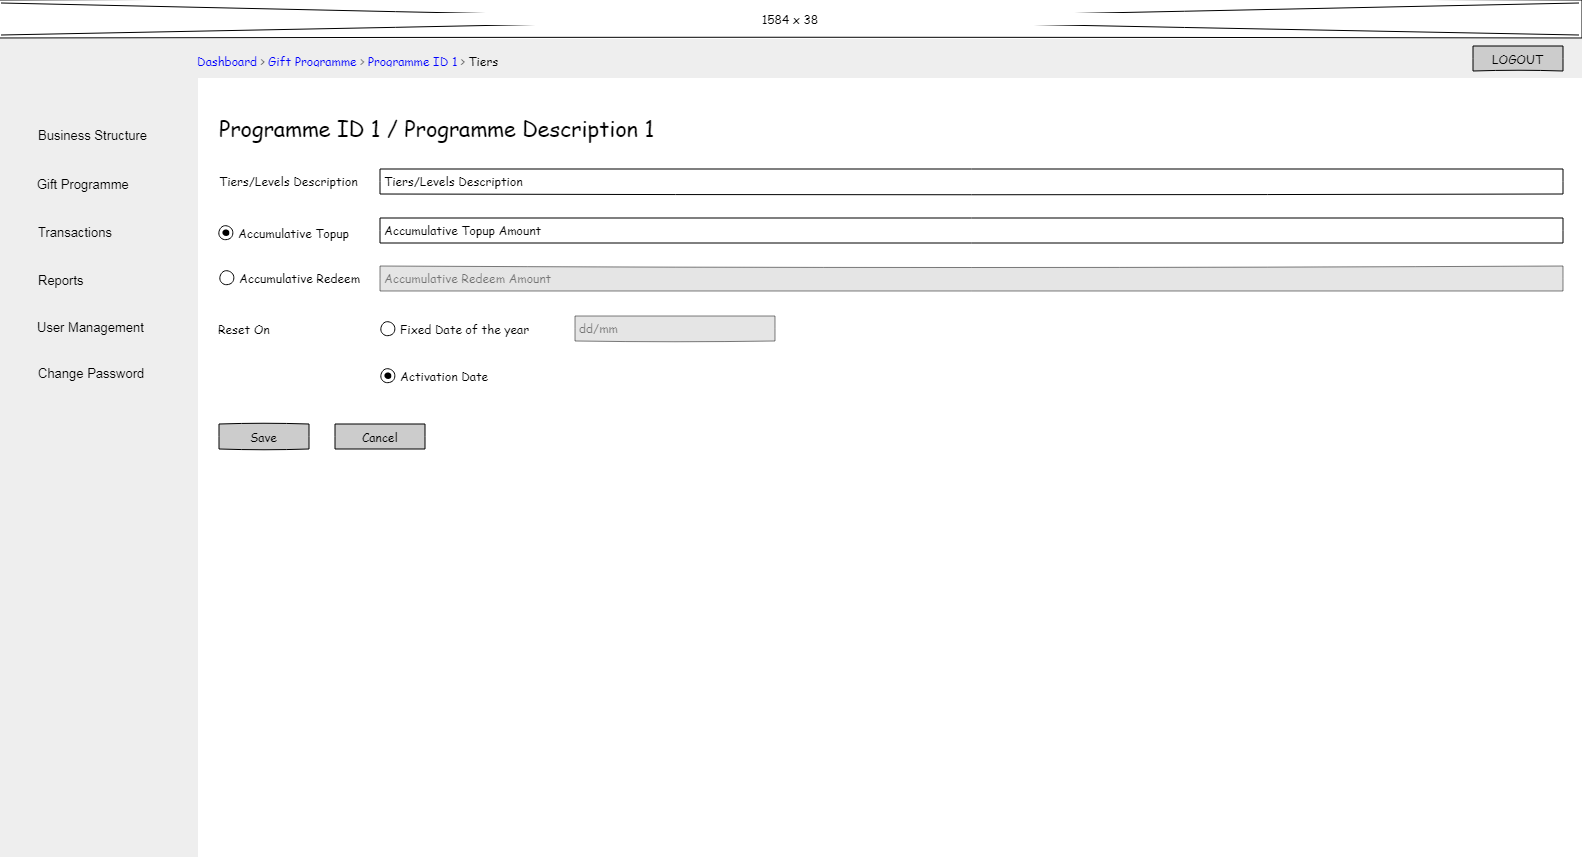 1584 x 38
Dashboard > Gift Programme > Programme ID 1 > Tiers
LOGOUT
Business Structure
Gift Programme
Transactions
Reports
User Management
Change Password
Programme ID 1 / Programme Description 1
Tiers/Levels Description
Tiers/Levels Description
Accumulative Topup
Accumulative Topup Amount
Accumulative Redeem
Accumulative Redeem Amount
Reset On
Fixed Date of the year
dd/mm
Activation Date
Save
Cancel